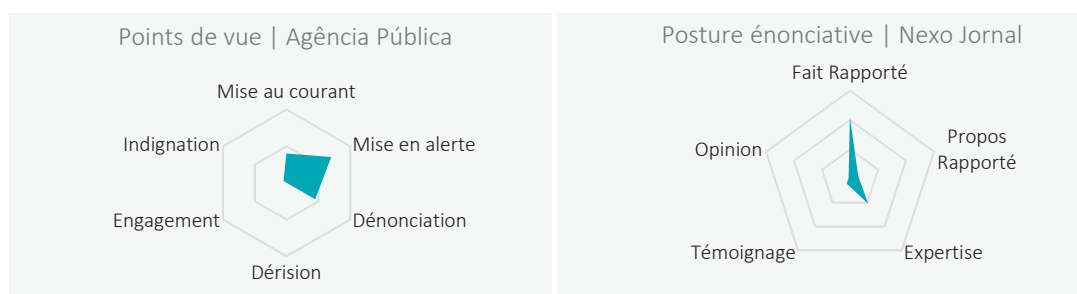 Points de vue | Agência Pública
Mise au courant
Indignation
Mise en alerte
Engagement
Dénonciation
Dérision
Posture énonciative | Nexo Jornal
Fait Rapporté
Opinion
Propos
Rapporté
Témoignage
Expertise